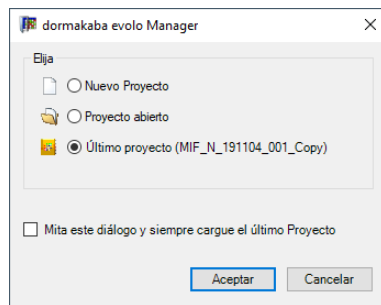 dormakaba evolo Manager
Elija
Nuevo Proyecto
Proyecto abierto
Último proyecto (MIF_N_191104_001_Copy)
Mita este diálogo y siempre cargue el último Proyecto
Aceptar
Cancelar